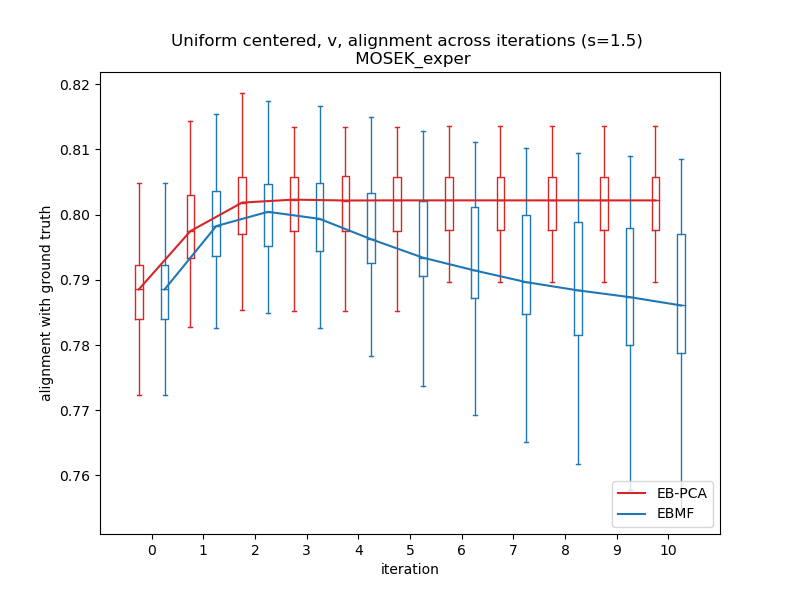 Uniform centered, v, alignment across iterations (s=1.5)
MOSEK_exper
0.82
0.81
0.80
0.79
0.78
0.77
0.76
alignment with ground truth
0 1 2 3 4 5 6 7 8 9 10
iteration
EB-PCA
EBMF